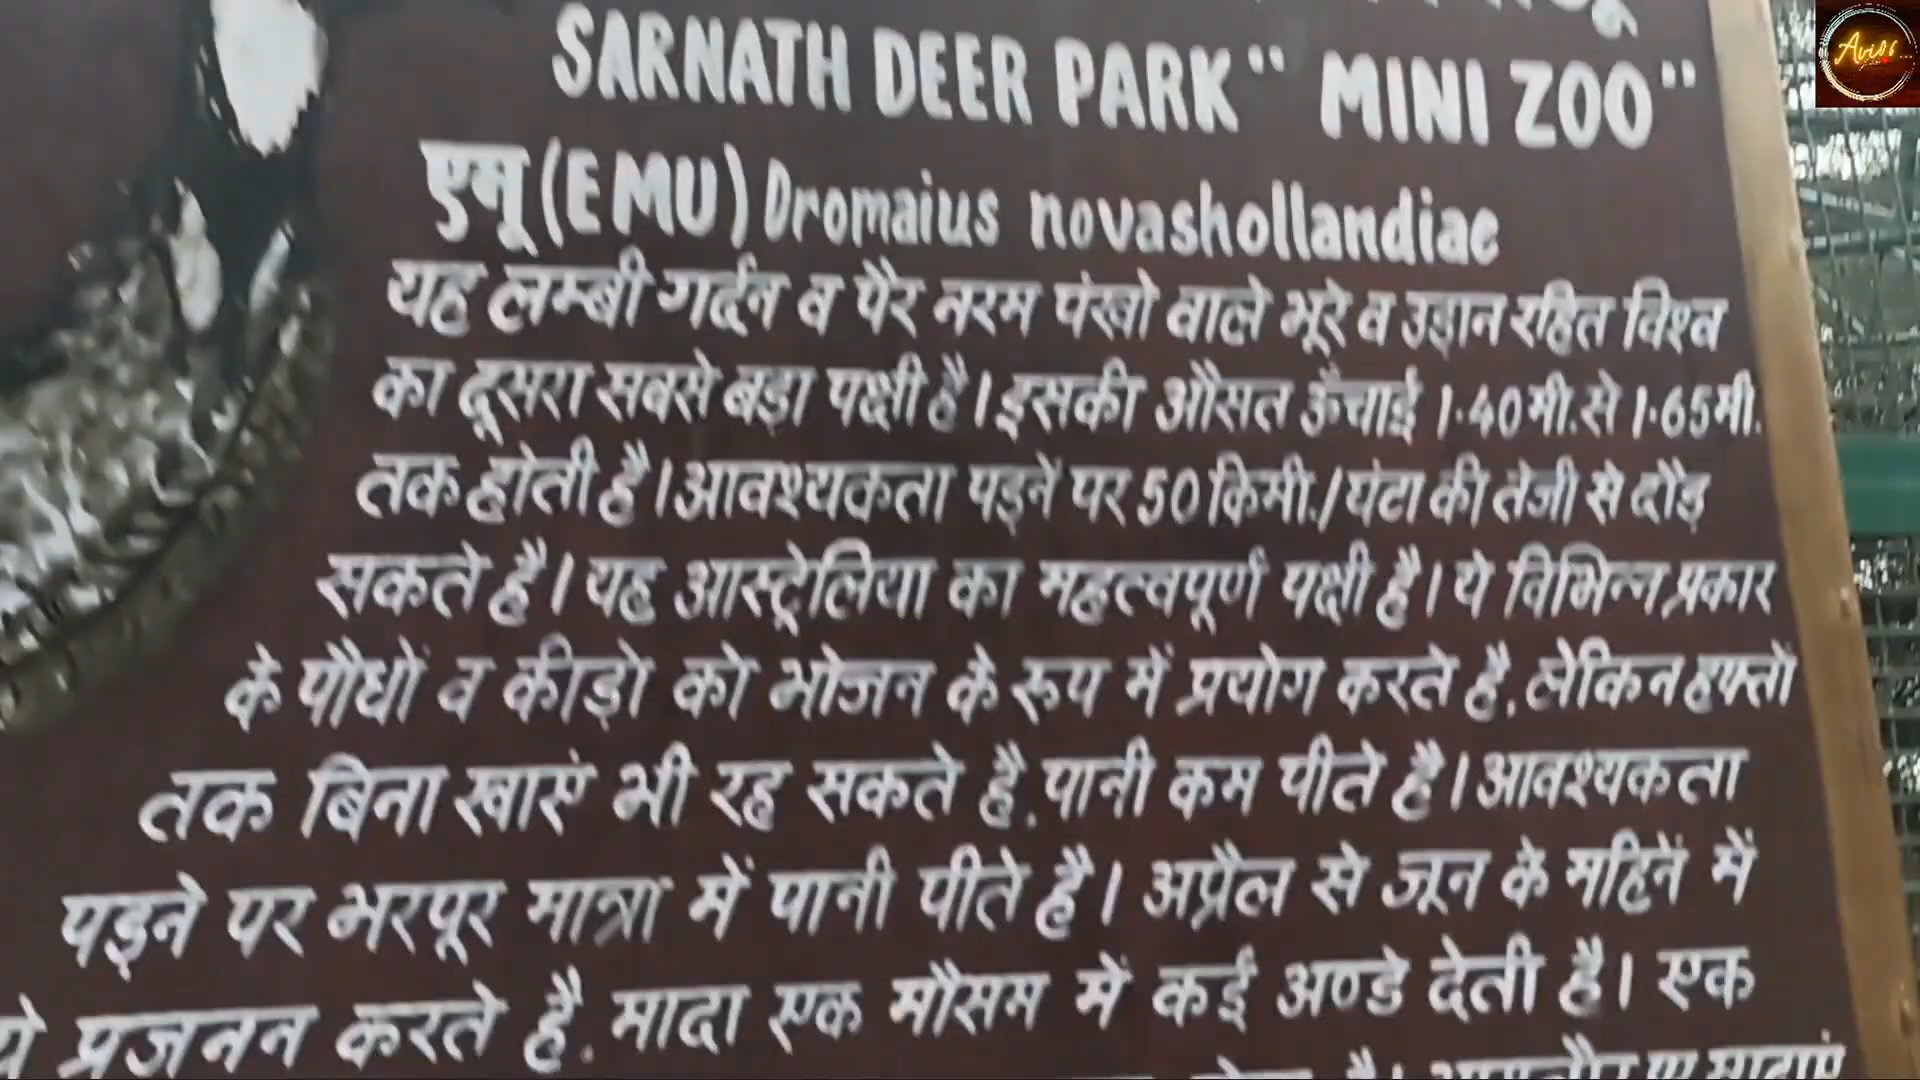 SARNATH DEER PARK" MINI ZOO"
एमू (EMU) Dromaius novashollandiae
यह लम्बी गर्दन व पैर नरम पंखो वाले भूरे व उड़ान रहित विश्व
का दूसरा सबसे बड़ा पक्षी है। इसकी औसत ऊँचाई 1.40मी. से 1.65मी.
तक होती है। आवश्यकता पड़नें पर 50 किमी./घंटा की तेजी से दौड़
सकते है। यह आस्ट्रेलिया का महत्वपूर्ण पक्षी है। ये विभिन्न प्रकार
के पौधों व कीड़ो को भोजन के रूप में प्रयोग करते है. लेकिन हफ्तों
तक बिना खाएं भी रह सकते है. पानी कम पीते है। आवश्यकता
पड़ने पर भरपूर मात्रा में पानी पीते है। अप्रैल से जून के महिनें में
ये प्रजनन करते है. मादा एक मौसम में कई अण्डे देती है। एक